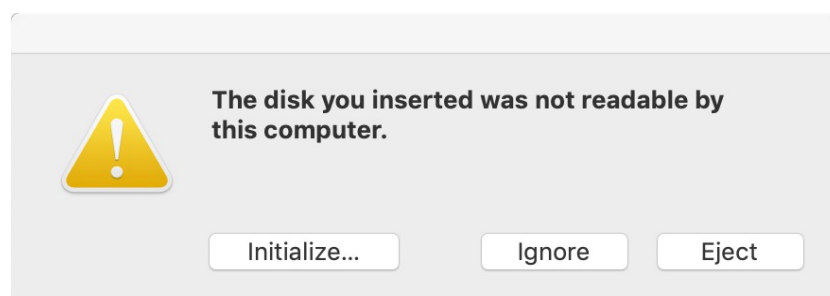 The disk you inserted was not readable by
this computer.
Initialize... Ignore Eject